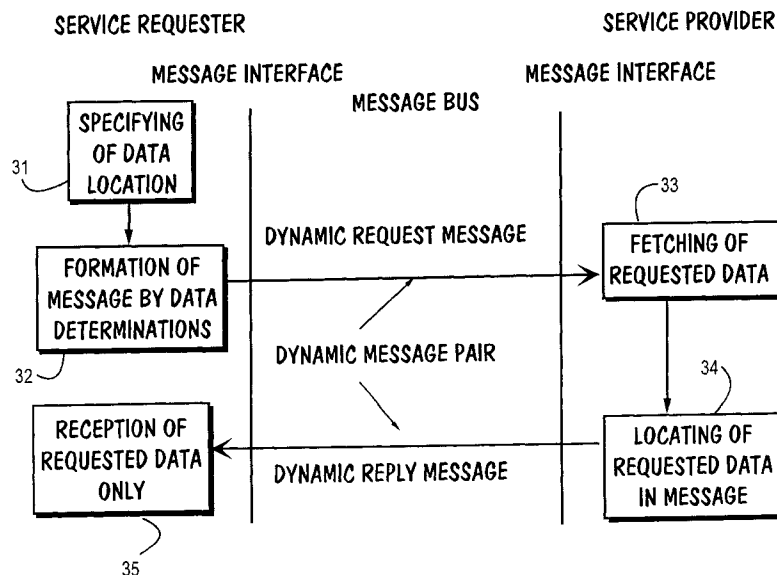 SERVICE REQUESTER
SERVICE PROVIDER
MESSAGE INTERFACE
MESSAGE INTERFACE
MESSAGE BUS
SPECIFYING
OF DATA
LOCATION
31
33
DYNAMIC REQUEST MESSAGE
FORMATION OF
MESSAGE BY DATA
DETERMINATIONS
FETCHING OF
REQUESTED DATA
32
DYNAMIC MESSAGE PAIR
34
RECEPTION OF
REQUESTED DATA
ONLY
DYNAMIC REPLY MESSAGE
LOCATING OF
REQUESTED DATA
IN MESSAGE
35